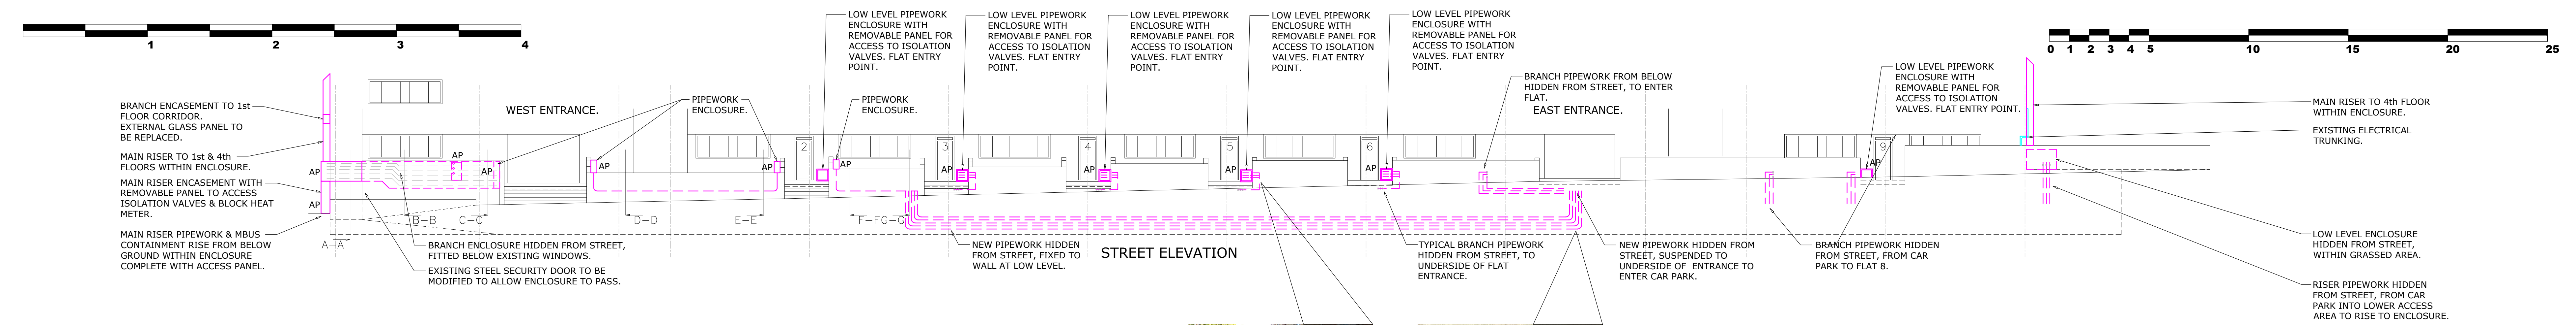 1 2 3 4
0 1 2 3 4 5 10 15 20 25
LOW LEVEL PIPEWORK
ENCLOSURE WITH
REMOVABLE PANEL FOR
ACCESS TO ISOLATION
VALVES. FLAT ENTRY
POINT.
LOW LEVEL PIPEWORK
ENCLOSURE WITH
REMOVABLE PANEL FOR
ACCESS TO ISOLATION
VALVES. FLAT ENTRY
POINT.
LOW LEVEL PIPEWORK
ENCLOSURE WITH
REMOVABLE PANEL FOR
ACCESS TO ISOLATION
VALVES. FLAT ENTRY
POINT.
LOW LEVEL PIPEWORK
ENCLOSURE WITH
REMOVABLE PANEL FOR
ACCESS TO ISOLATION
VALVES. FLAT ENTRY
POINT.
LOW LEVEL PIPEWORK
ENCLOSURE WITH
REMOVABLE PANEL FOR
ACCESS TO ISOLATION
VALVES. FLAT ENTRY
POINT.
LOW LEVEL PIPEWORK
ENCLOSURE WITH
REMOVABLE PANEL FOR
ACCESS TO ISOLATION
VALVES. FLAT ENTRY POINT.
BRANCH PIPEWORK FROM BELOW
HIDDEN FROM STREET, TO ENTER
FLAT.
WEST ENTRANCE.
PIPEWORK
ENCLOSURE.
PIPEWORK
ENCLOSURE.
EAST ENTRANCE.
BRANCH ENCASEMENT TO 1st
FLOOR CORRIDOR.
EXTERNAL GLASS PANEL TO
BE REPLACED.
MAIN RISER TO 1st & 4th
FLOORS WITHIN ENCLOSURE.
MAIN RISER ENCASEMENT WITH
REMOVABLE PANEL TO ACCESS
ISOLATION VALVES & BLOCK HEAT
METER.
MAIN RISER PIPEWORK & MBUS
CONTAINMENT RISE FROM BELOW
GROUND WITHIN ENCLOSURE
COMPLETE WITH ACCESS PANEL.
2
3
4
5
6
9
AP
AP
AP
AP
AP
AP
AP
AP
AP
AP
AP
AP
A-A
B-B
C-C
D-D
E-E
F-F
G-G
BRANCH ENCLOSURE HIDDEN FROM STREET,
FITTED BELOW EXISTING WINDOWS.
EXISTING STEEL SECURITY DOOR TO BE
MODIFIED TO ALLOW ENCLOSURE TO PASS.
NEW PIPEWORK HIDDEN
FROM STREET, FIXED TO
WALL AT LOW LEVEL.
STREET ELEVATION
TYPICAL BRANCH PIPEWORK
HIDDEN FROM STREET, TO
UNDERSIDE OF FLAT
ENTRANCE.
NEW PIPEWORK HIDDEN FROM
STREET, SUSPENDED TO
UNDERSIDE OF ENTRANCE TO
ENTER CAR PARK.
BRANCH PIPEWORK HIDDEN
FROM STREET, FROM CAR
PARK TO FLAT 8.
MAIN RISER TO 4th FLOOR
WITHIN ENCLOSURE.
EXISTING ELECTRICAL
TRUNKING.
LOW LEVEL ENCLOSURE
HIDDEN FROM STREET,
WITHIN GRASSED AREA.
RISER PIPEWORK HIDDEN
FROM STREET, FROM CAR
PARK INTO LOWER ACCESS
AREA TO RISE TO ENCLOSURE.